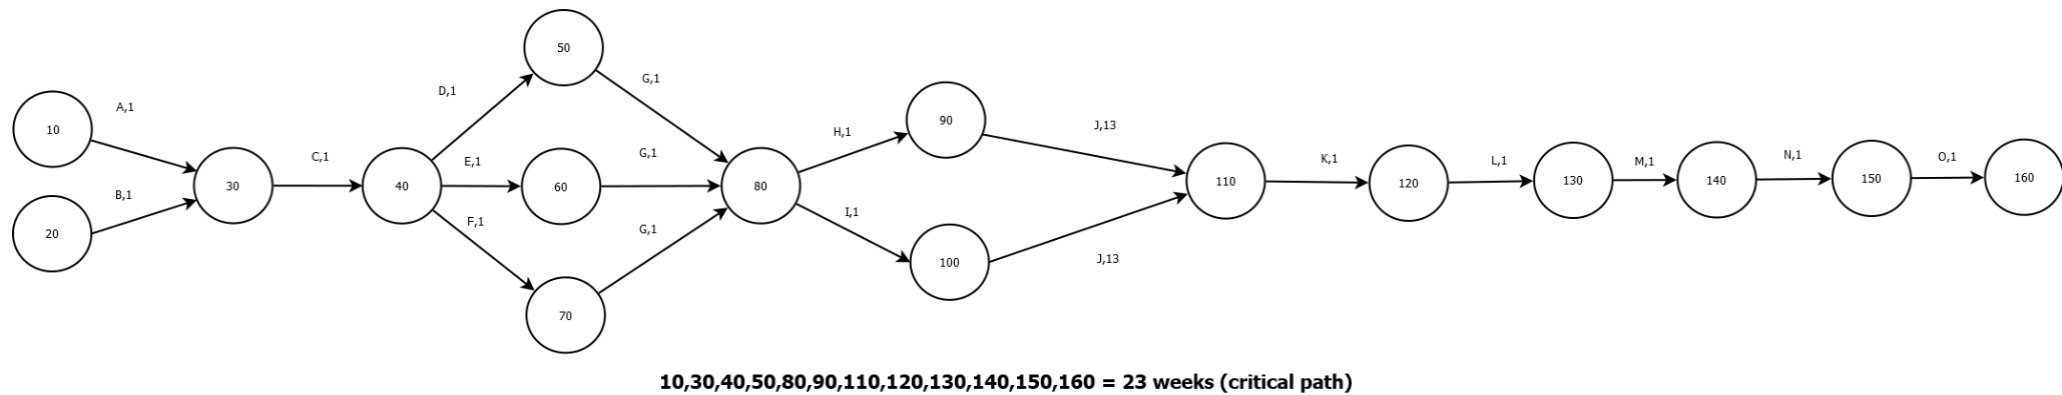 50
D,1
G,1
A,1
10
H,1
90
J,13
C,1
E,1
G,1
30
40
60
80
110
K,1
120
L,1
130
M,1
140
N,1
150
O,1
160
B,1
20
F,1
G,1
I,1
100
J,13
70
10,30,40,50,80,90,110,120,130,140,150,160 = 23 weeks (critical path)